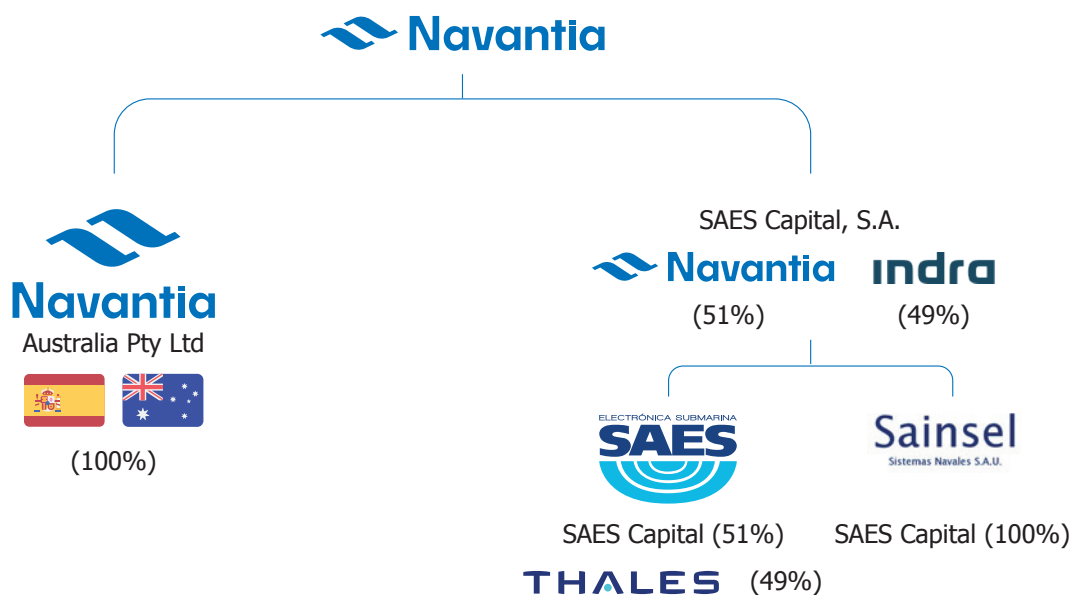 Navantia
Navantia
Australia Pty Ltd
(100%)
SAES Capital, S.A.
Navantia indra
(51%) (49%)
ELECTRÓNICA SUBMARINA
SAES
SAES Capital (51%)
THALES (49%)
Sainsel
Sistemas Navales S.A.U.
SAES Capital (100%)